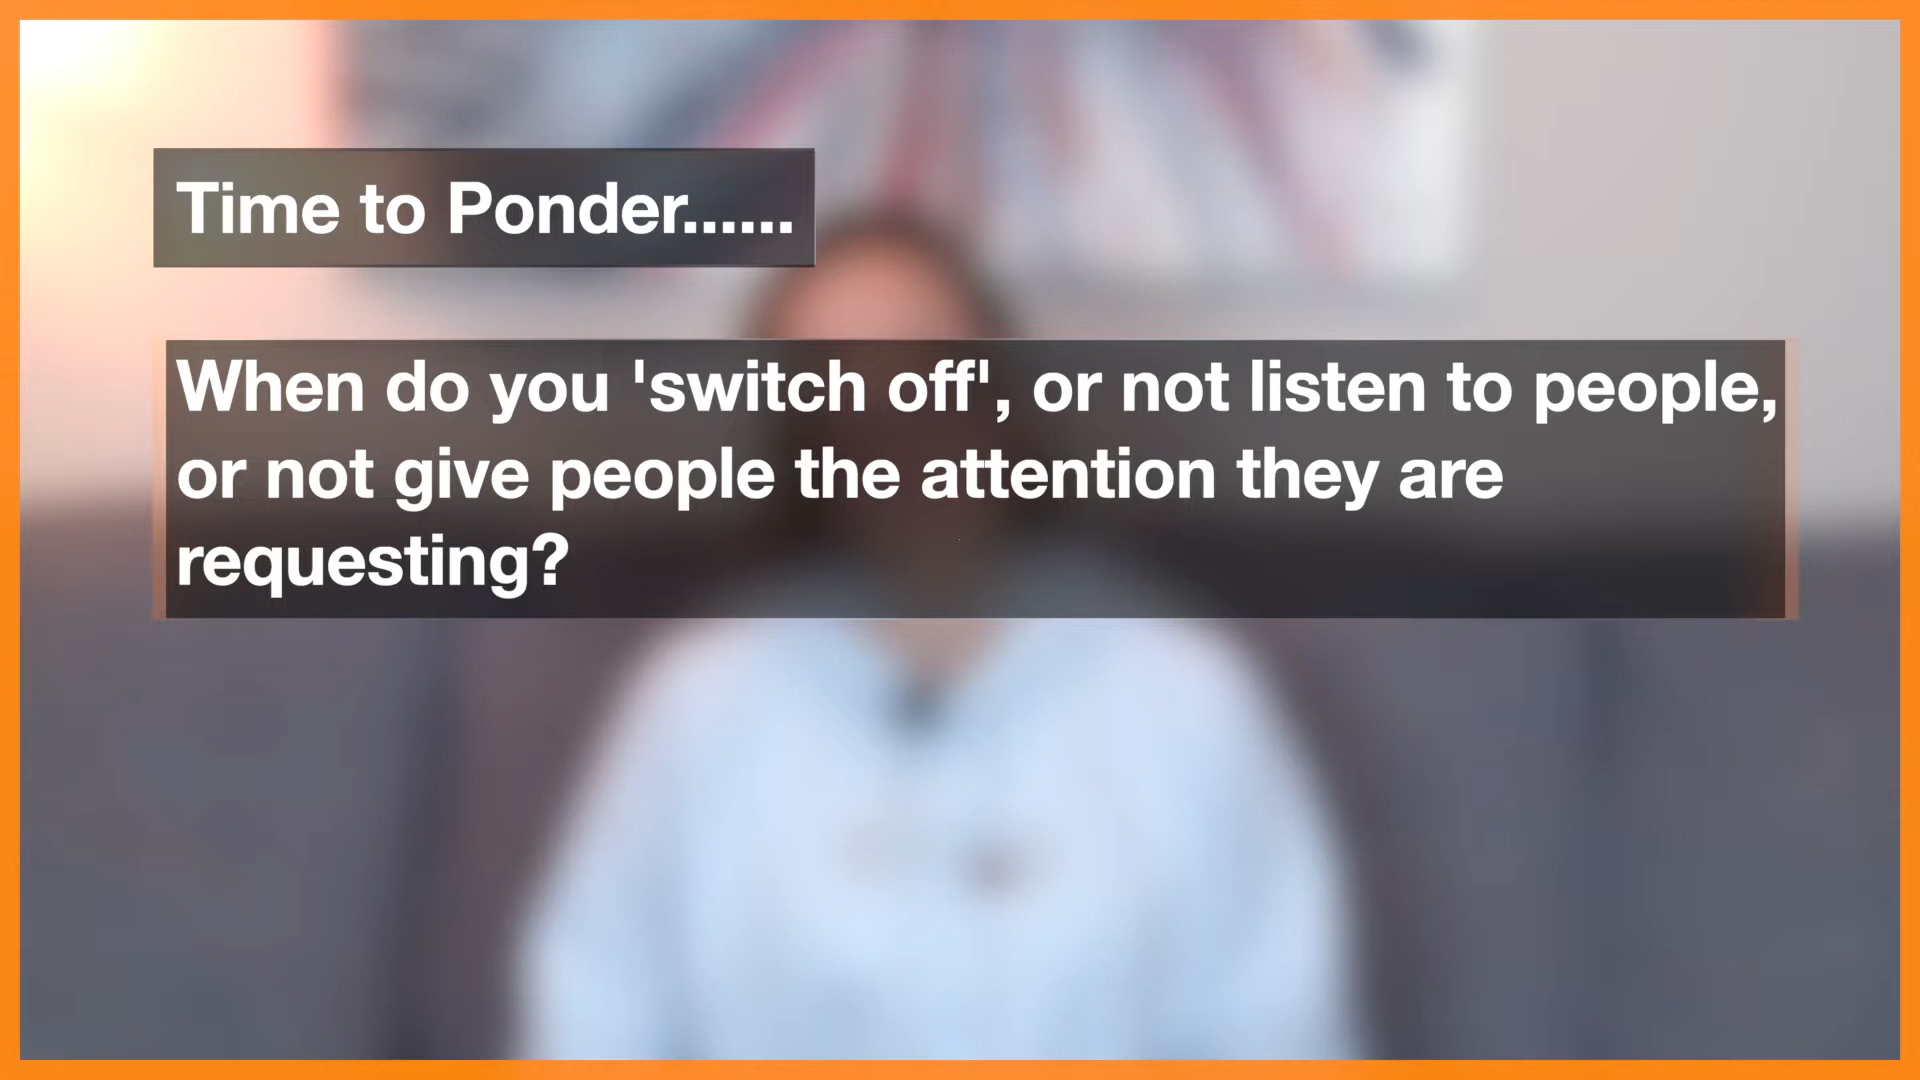 Time to Ponder......
When do you 'switch off', or not listen to people,
or not give people the attention they are
requesting?